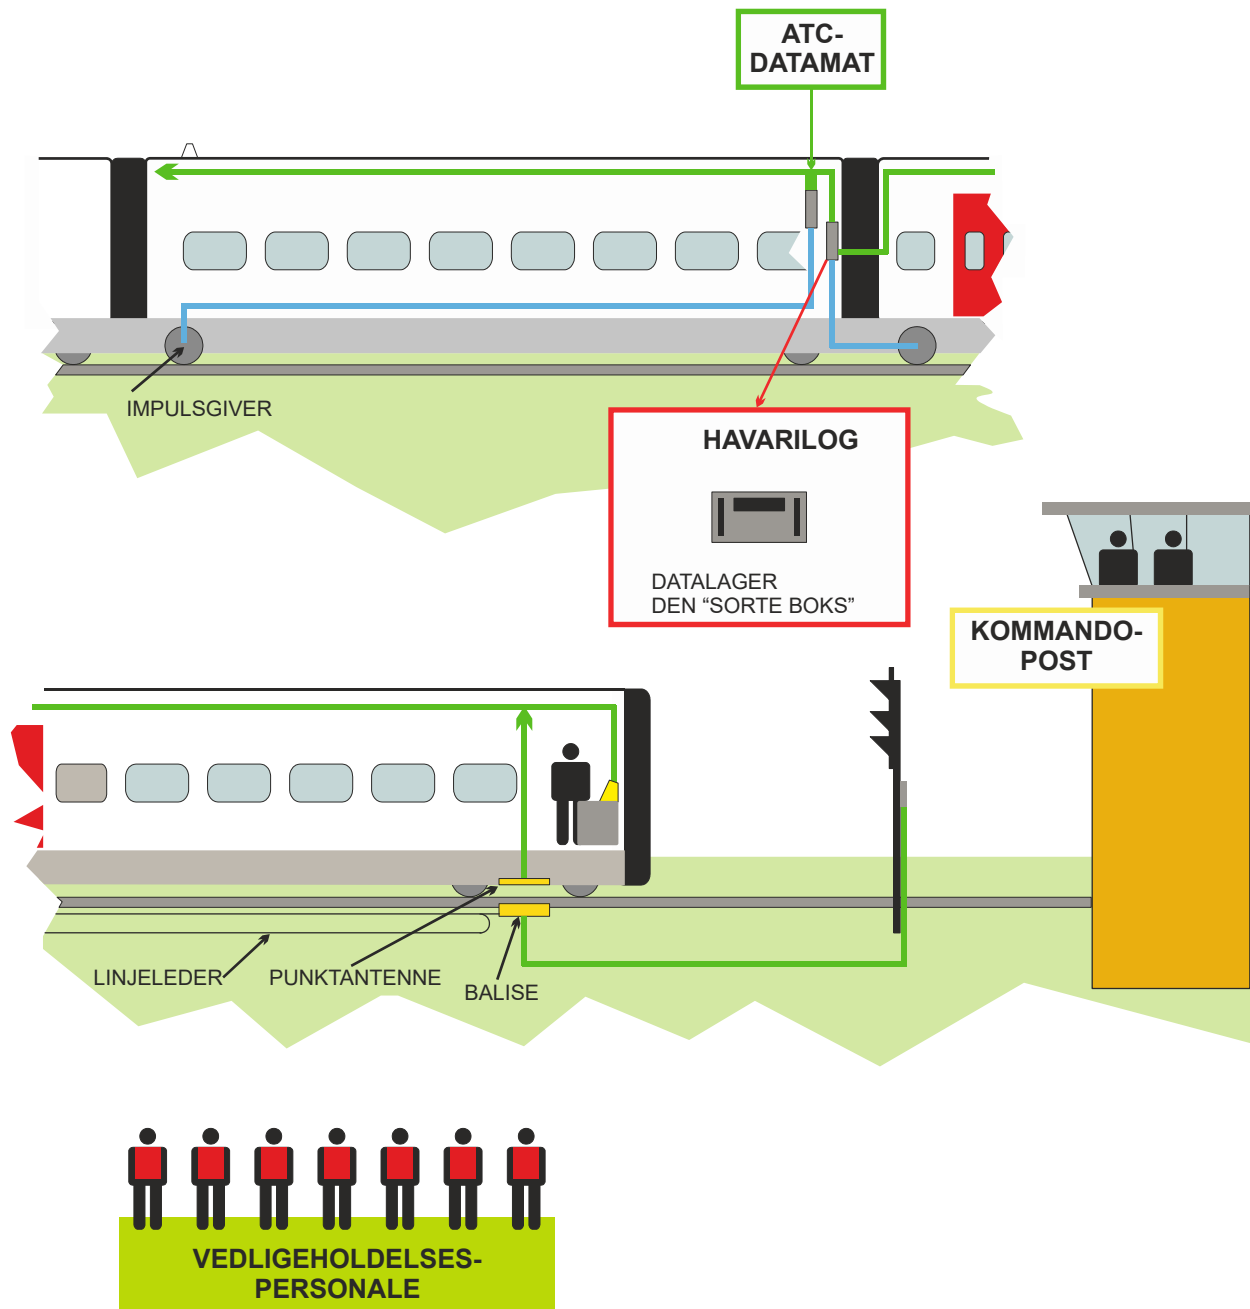 ATC-
DATAMAT
IMPULSGIVER
HAVARILOG
DATALAGER
DEN “SORTE BOKS”
KOMMANDO-
POST
LINJELEDER
PUNKTANTENNE
BALISE
VEDLIGEHOLDELSES-
PERSONALE